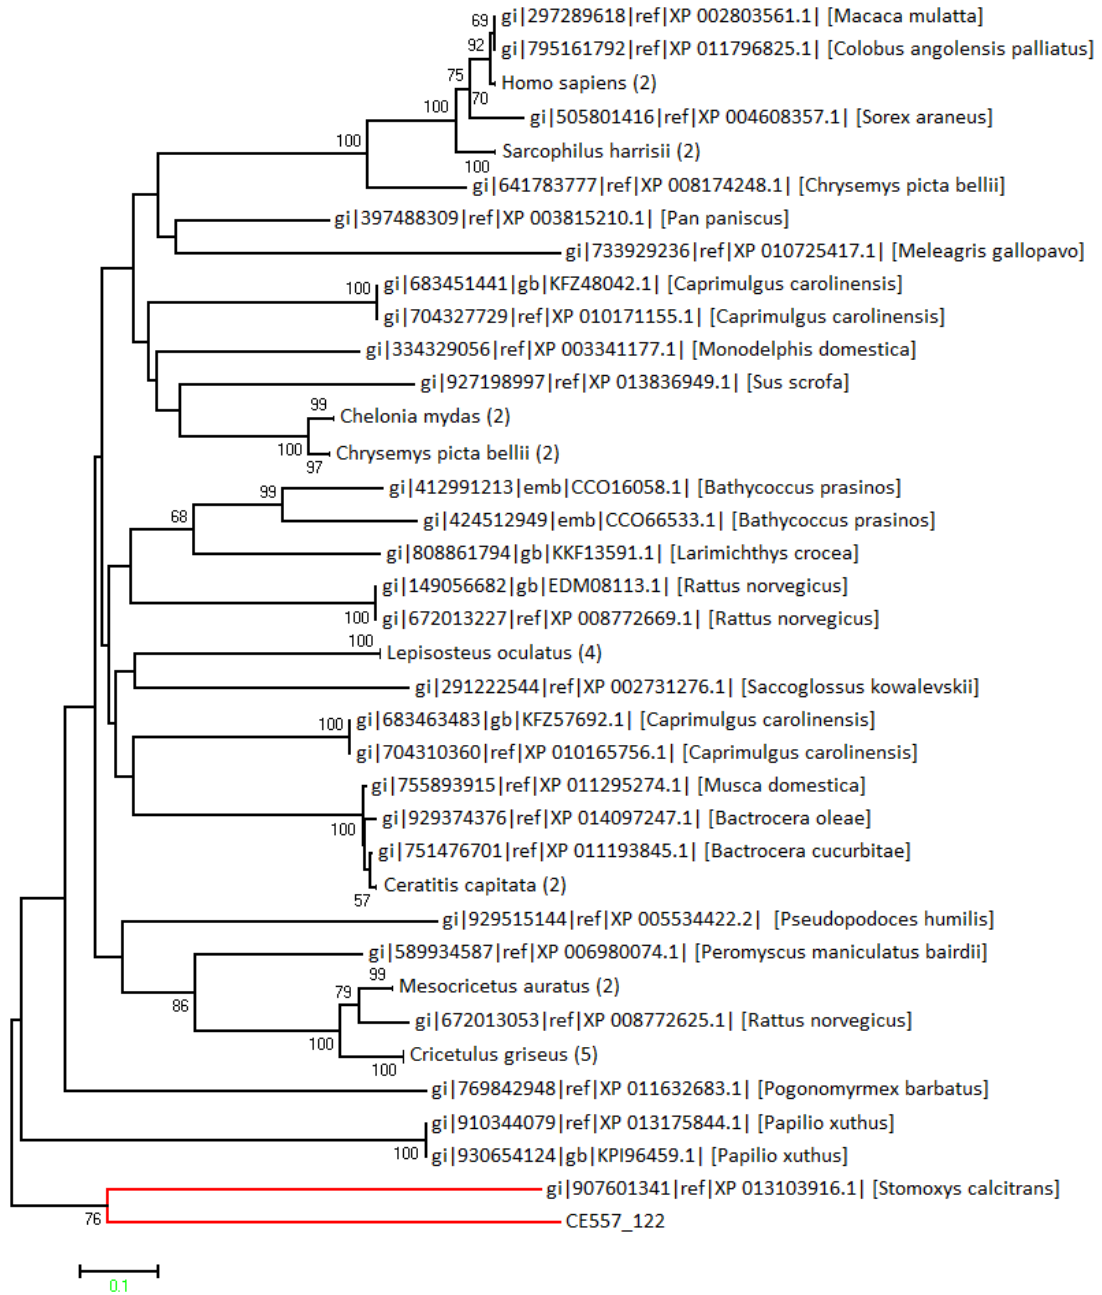 69
gi|297289618|ref|XP 002803561.1| [Macaca mulatta]
92
gi|795161792|ref|XP 011796825.1| [Colobus angolensis palliatus]
75
Homo sapiens (2)
70
100
gi|505801416|ref|XP 004608357.1| [Sorex araneus]
100
Sarcophilus harrisii (2)
100
gi|641783777|ref|XP 008174248.1| [Chrysemys picta bellii]
gi|397488309|ref|XP 003815210.1| [Pan paniscus]
gi|733929236|ref|XP 010725417.1| [Meleagris gallopavo]
100
gi|683451441|gb|KFZ48042.1| [Caprimulgus carolinensis]
gi|704327729|ref|XP 010171155.1| [Caprimulgus carolinensis]
gi|334329056|ref|XP 003341177.1| [Monodelphis domestica]
gi|927198997|ref|XP 013836949.1| [Sus scrofa]
99
Chelonia mydas (2)
100
Chrysemys picta bellii (2)
97
gi|412991213|emb|CCO16058.1| [Bathycoccus prasinos]
99
68
gi|424512949|emb|CCO66533.1| [Bathycoccus prasinos]
gi|808861794|gb|KKF13591.1| [Larimichthys crocea]
gi|149056682|gb|EDM08113.1| [Rattus norvegicus]
100
gi|672013227|ref|XP 008772669.1| [Rattus norvegicus]
100
Lepisosteus oculatus (4)
gi|291222544|ref|XP 002731276.1| [Saccoglossus kowalevskii]
100
gi|683463483|gb|KFZ57692.1| [Caprimulgus carolinensis]
gi|704310360|ref|XP 010165756.1| [Caprimulgus carolinensis]
gi|755893915|ref|XP 011295274.1| [Musca domestica]
gi|929374376|ref|XP 014097247.1| [Bactrocera oleae]
100
gi|751476701|ref|XP 011193845.1| [Bactrocera cucurbitae]
Ceratitis capitata (2)
57
gi|929515144|ref|XP 005534422.2| [Pseudopodoces humilis]
gi|589934587|ref|XP 006980074.1| [Peromyscus maniculatus bairdii]
99
Mesocricetus auratus (2)
79
86
gi|672013053|ref|XP 008772625.1| [Rattus norvegicus]
100
Cricetulus griseus (5)
100
gi|769842948|ref|XP 011632683.1| [Pogonomyrmex barbatus]
gi|910344079|ref|XP 013175844.1| [Papilio xuthus]
100
gi|930654124|gb|KPI96459.1| [Papilio xuthus]
gi|907601341|ref|XP 013103916.1| [Stomoxys calcitrans]
76
CE557_122
0.1